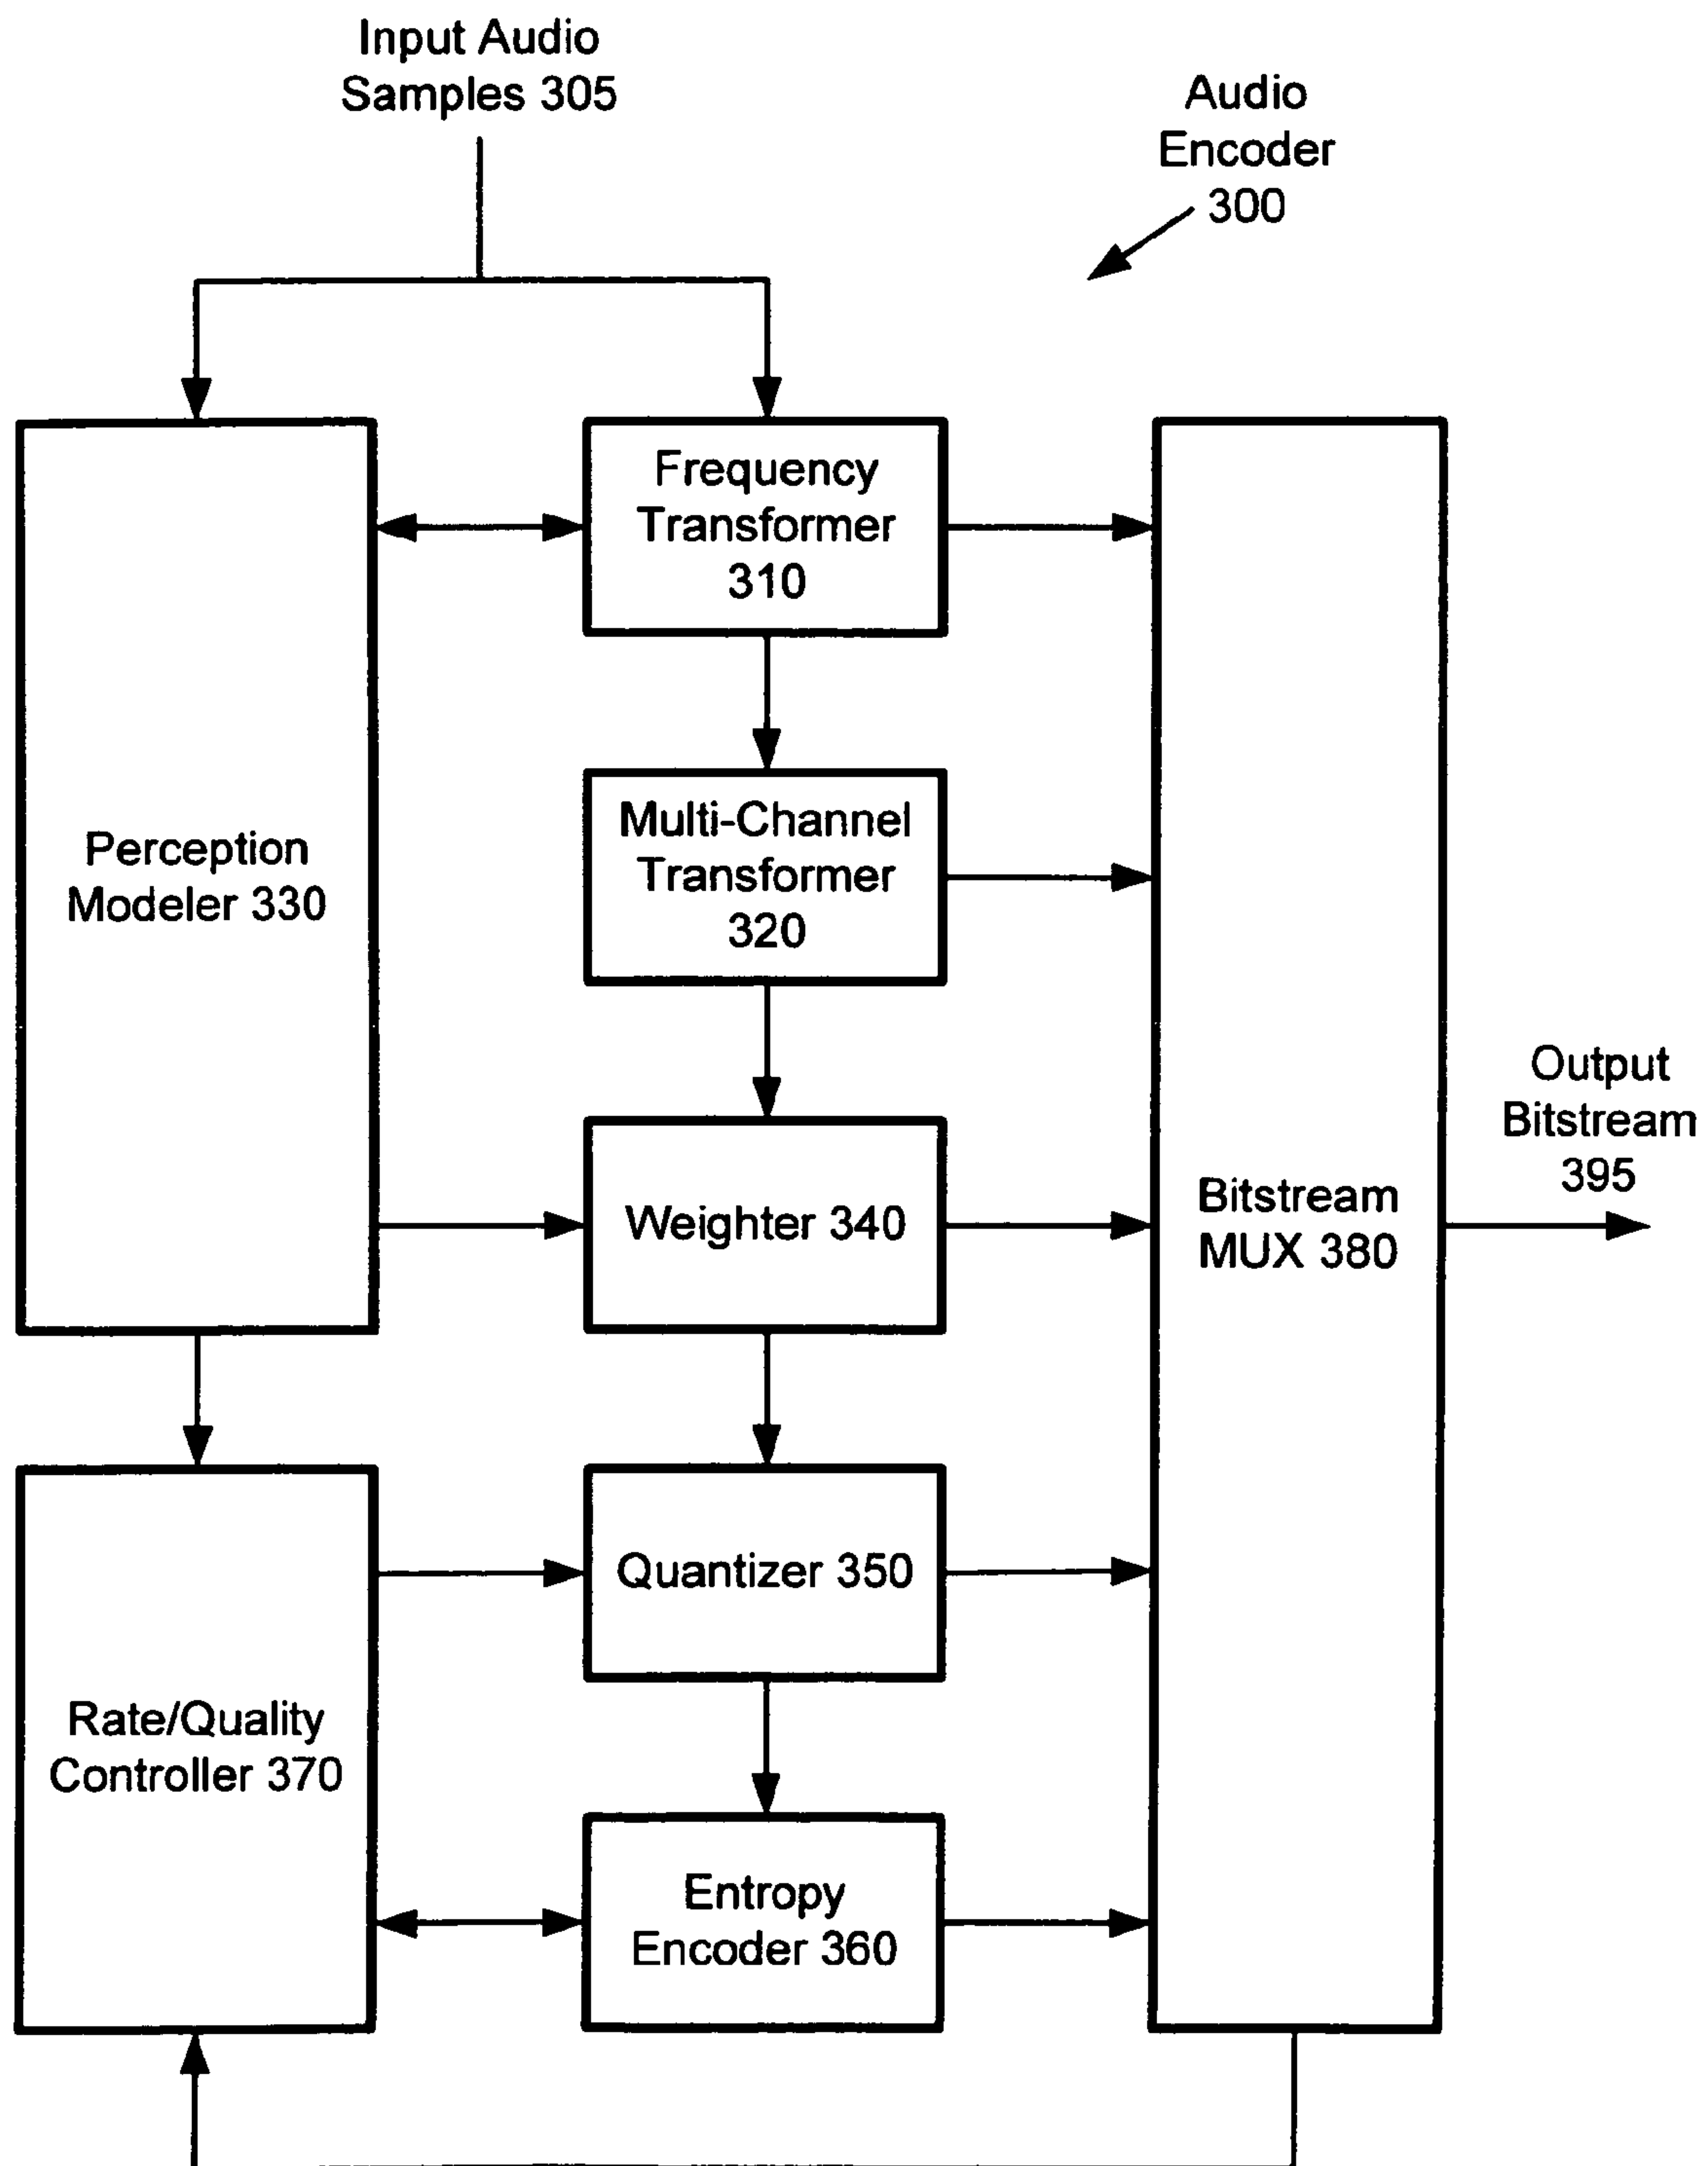 Input Audio
Samples 305
Audio
Encoder
300
Frequency
Transformer
310
Multi-Channel
Transformer
320
Perception
Modeler 330
Output
Bitstream
395
Weighter 340
Bitstream
MUX 380
Quantizer 350
Rate/Quality
Controller 370
Entropy
Encoder 360